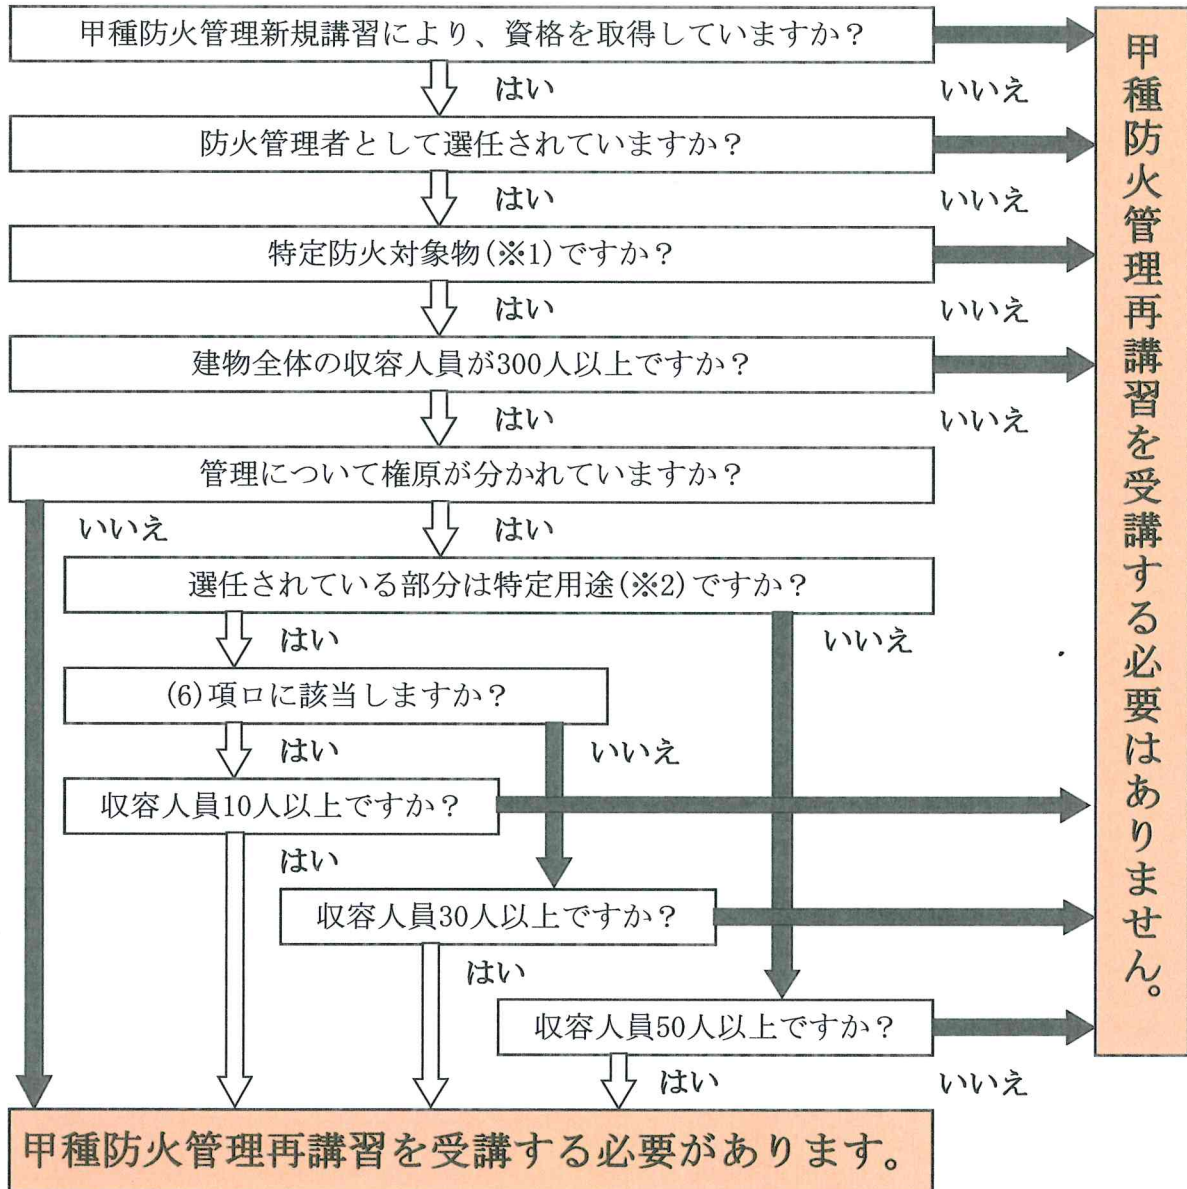 甲種防火管理新規講習により、資格を取得していますか？
はい
いいえ
防火管理者として選任されていますか？
はい
いいえ
特定防火対象物(※1)ですか？
はい
いいえ
建物全体の収容人員が300人以上ですか？
はい
いいえ
管理について権原が分かれていますか？
いいえ
はい
選任されている部分は特定用途(※2)ですか？
はい
いいえ
(6)項ロに該当しますか？
はい
いいえ
収容人員10人以上ですか？
はい
収容人員30人以上ですか？
はい
収容人員50人以上ですか？
はい
いいえ
甲種防火管理再講習を受講する必要はありません。
甲種防火管理再講習を受講する必要があります。